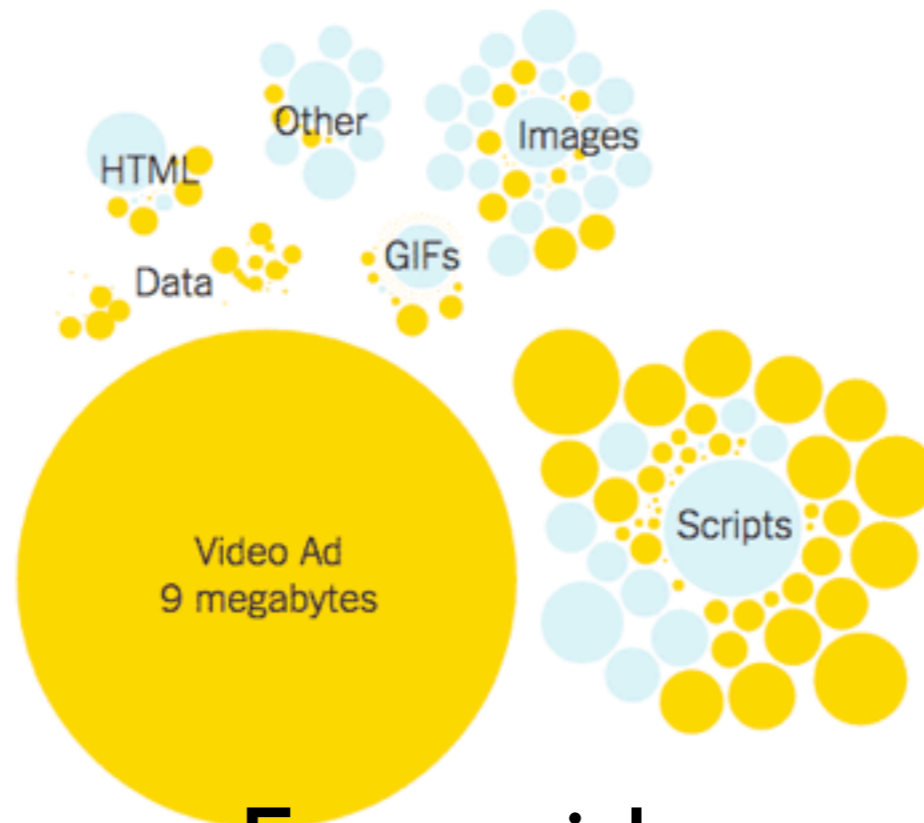 Other
Images
HTML
GIFs
Data
Video Ad
9 megabytes
Scripts